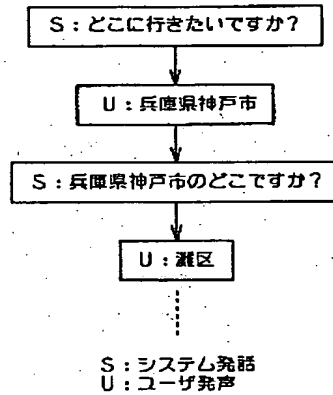 S：どこに行きたいですか？
U：兵庫県神戸市
S：兵庫県神戸市のどこですか？
U：灘区
S：システム発話
U：ユーザ発声